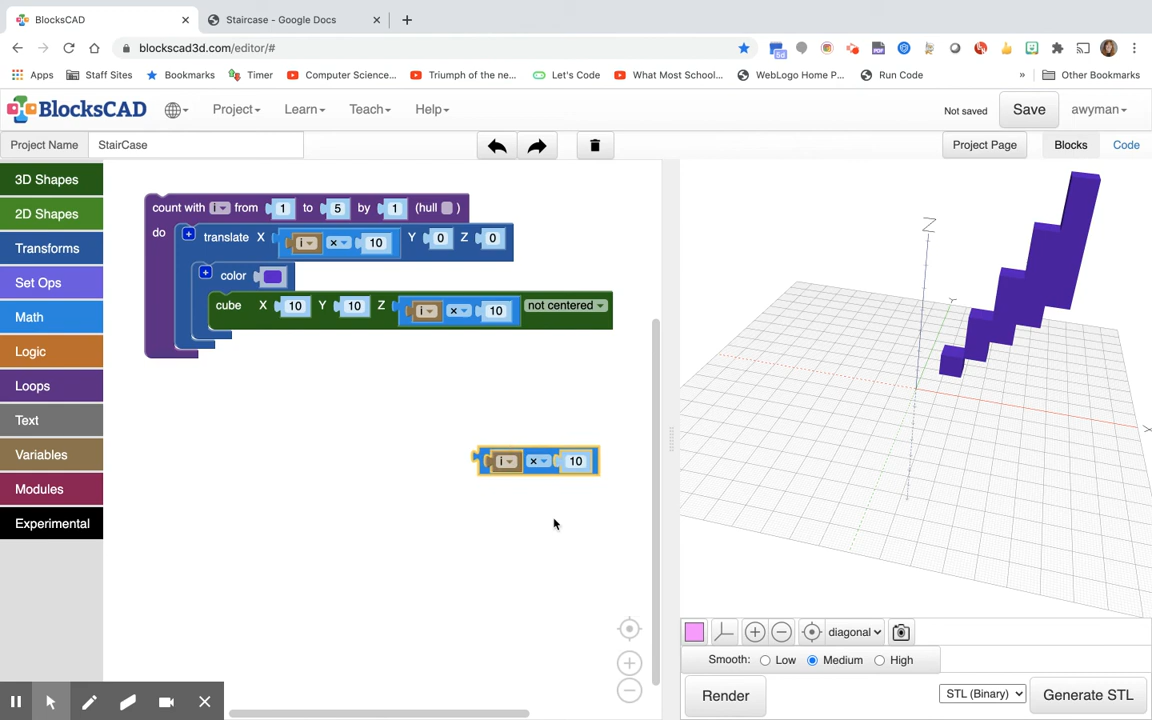 BlocksCAD
Staircase - Google Docs
blockscad3d.com/editor/#
6d
PDF
Apps
Staff Sites
Bookmarks
Timer
Computer Science...
Triumph of the ne...
Let's Code
What Most School...
WebLogo Home P...
Run Code
»
Other Bookmarks
BlocksCAD
Project
Learn
Teach
Help
Not saved
Save
awyman
Project Name
StairCase
Project Page
Blocks
Code
3D Shapes
2D Shapes
Transforms
Set Ops
Math
Logic
Loops
Text
Variables
Modules
Experimental
count with i from 1 to 5 by 1 (hull )
do
+ translate X i × 10 Y 0 Z 0
+ color
cube X 10 Y 10 Z i × 10 not centered
i × 10
Z
Y
X
diagonal
Smooth: Low Medium High
Render
STL (Binary)
Generate STL